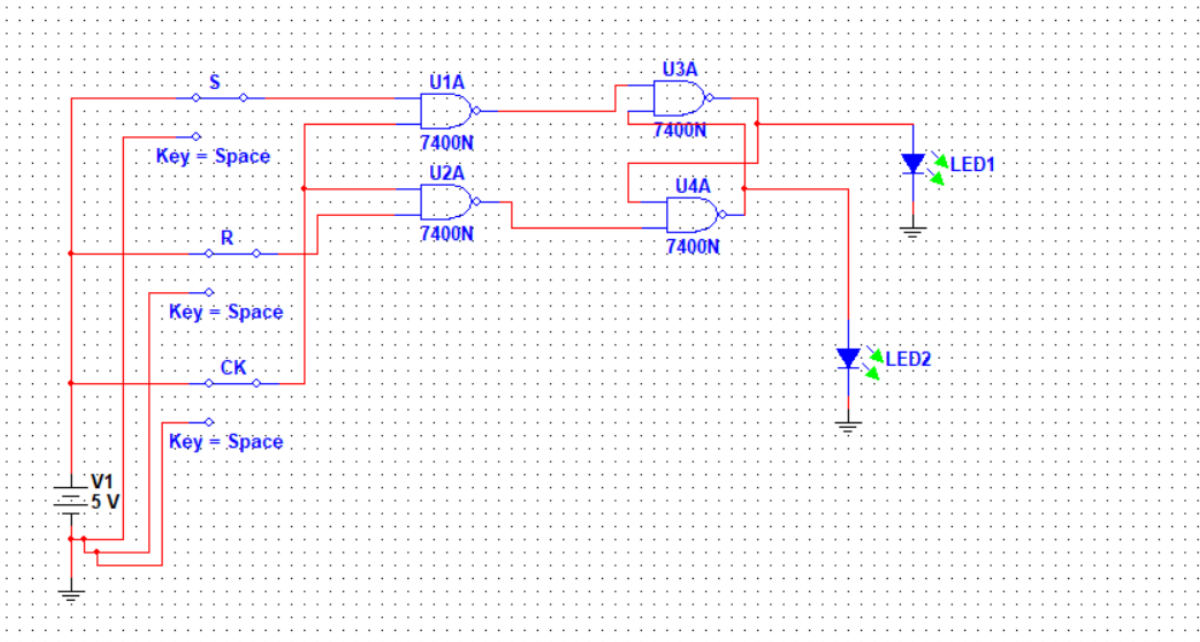 S
U1A
U3A
7400N
7400N
Key = Space
LED1
U2A
U4A
7400N
7400N
R
Key = Space
CK
LED2
Key = Space
V1
5 V